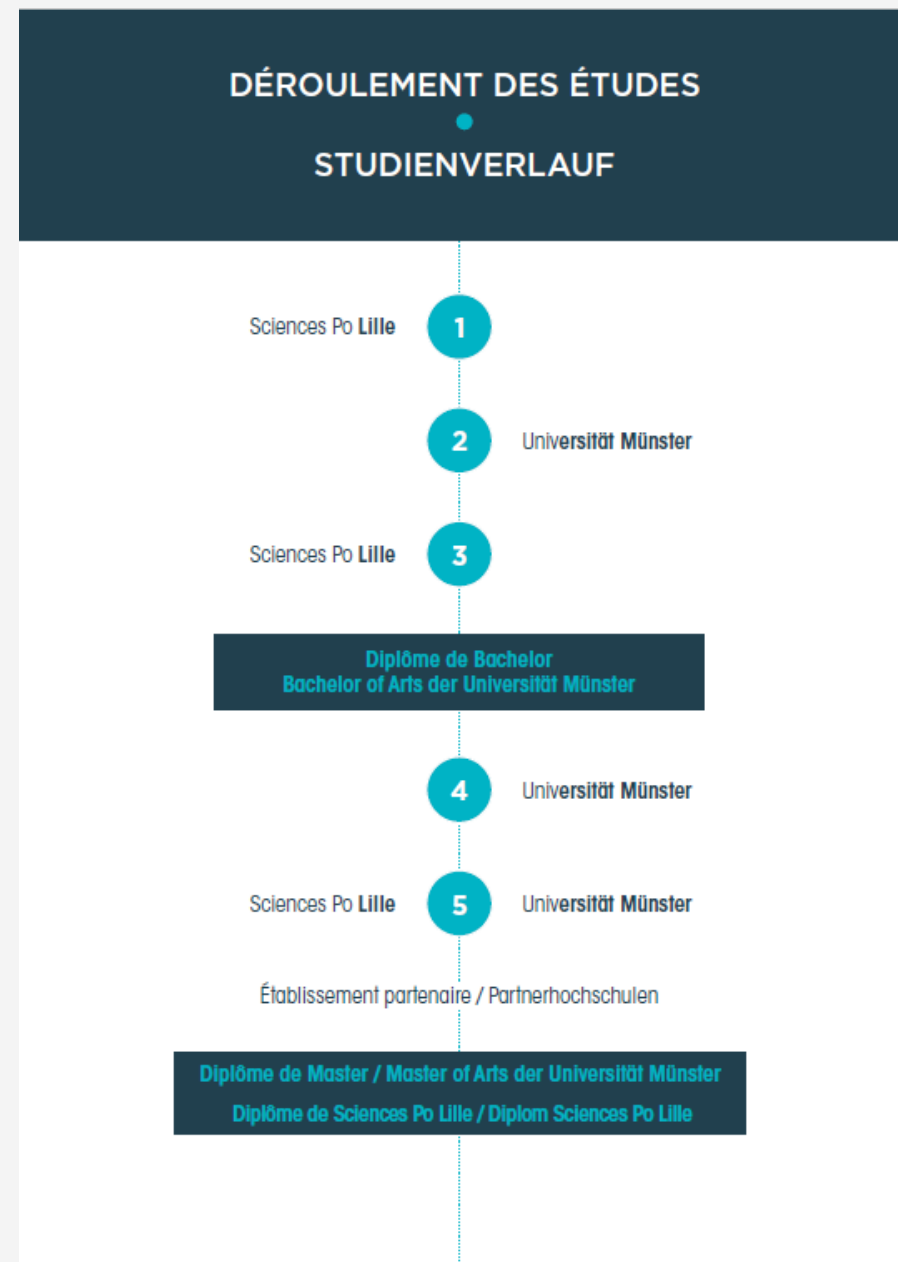 DÉROULEMENT DES ÉTUDES
STUDIENVERLAUF
Sciences Po Lille 1
2 Universität Münster
Sciences Po Lille 3
Diplôme de Bachelor
Bachelor of Arts der Universität Münster
4 Universität Münster
Sciences Po Lille 5 Universität Münster
Établissement partenaire / Partnerhochschulen
Diplôme de Master / Master of Arts der Universität Münster
Diplôme de Sciences Po Lille / Diplom Sciences Po Lille